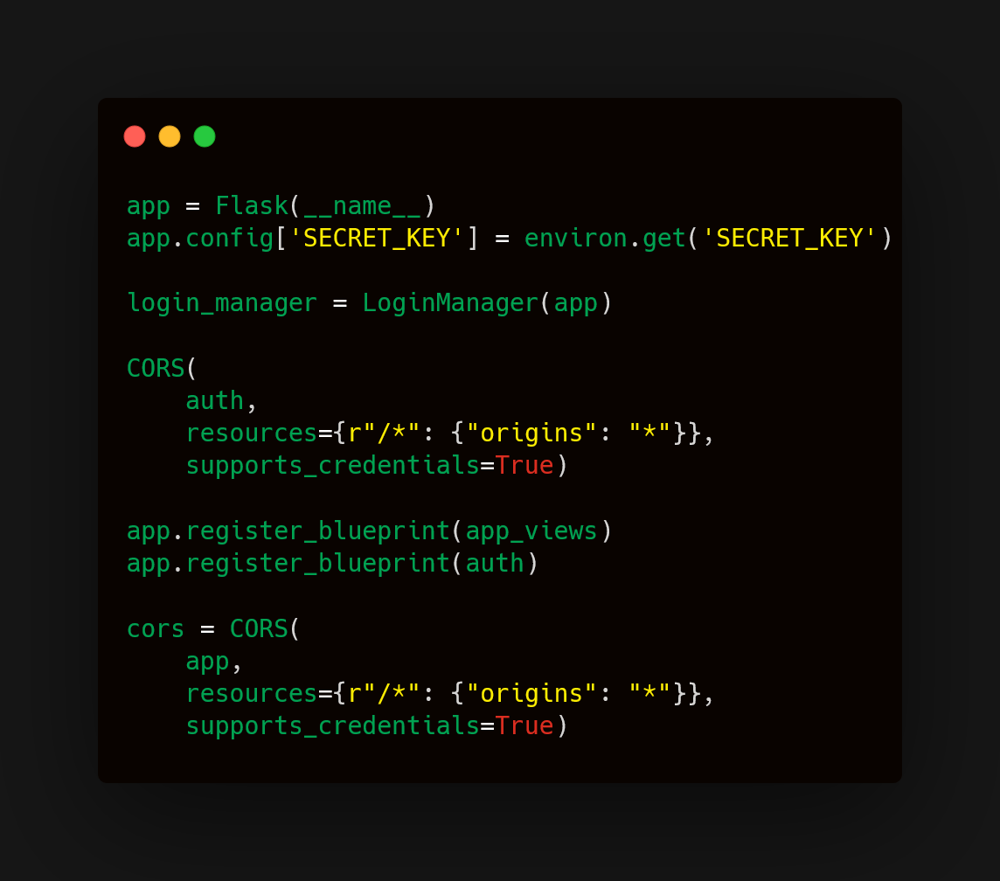 app = Flask(__name__)
app.config['SECRET_KEY'] = environ.get('SECRET_KEY')

login_manager = LoginManager(app)

CORS(
    auth,
    resources={r"/*": {"origins": "*"}},
    supports_credentials=True)

app.register_blueprint(app_views)
app.register_blueprint(auth)

cors = CORS(
    app,
    resources={r"/*": {"origins": "*"}},
    supports_credentials=True)